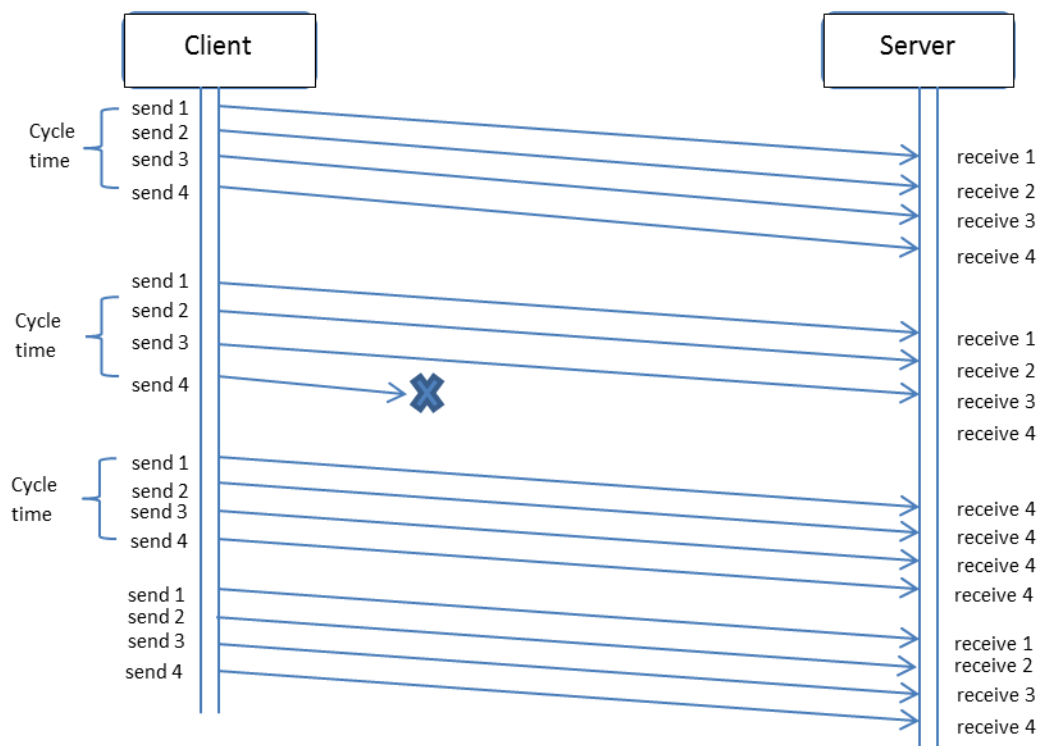 Client
Server
send 1
send 2
send 3
send 4
Cycle
time
receive 1
receive 2
receive 3
receive 4
send 1
send 2
send 3
send 4
Cycle
time
receive 1
receive 2
receive 3
receive 4
send 1
send 2
send 3
send 4
Cycle
time
receive 4
receive 4
receive 4
receive 4
send 1
send 2
send 3
send 4
receive 1
receive 2
receive 3
receive 4